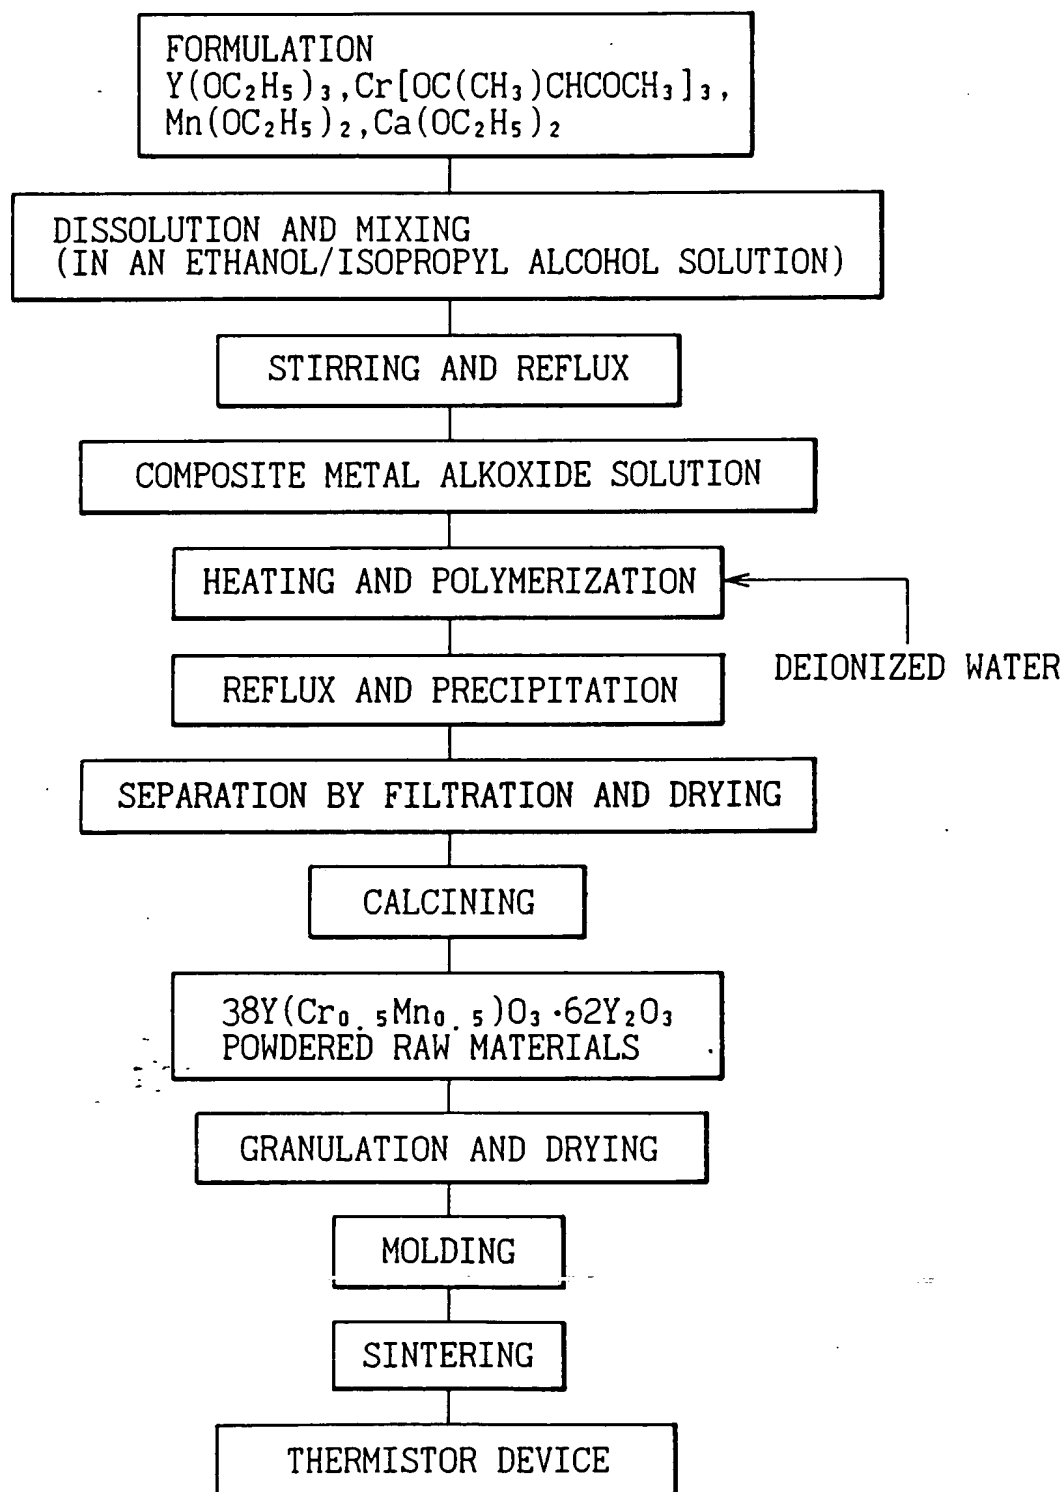 FORMULATION
Y(OC₂H₅)₃,Cr[OC(CH₃)CHCOCH₃]₃,
Mn(OC₂H₅)₂,Ca(OC₂H₅)₂
DISSOLUTION AND MIXING
(IN AN ETHANOL/ISOPROPYL ALCOHOL SOLUTION)
STIRRING AND REFLUX
COMPOSITE METAL ALKOXIDE SOLUTION
HEATING AND POLYMERIZATION
DEIONIZED WATER
REFLUX AND PRECIPITATION
SEPARATION BY FILTRATION AND DRYING
CALCINING
38Y(Cr₀.₅Mn₀.₅)O₃·62Y₂O₃
POWDERED RAW MATERIALS
GRANULATION AND DRYING
MOLDING
SINTERING
THERMISTOR DEVICE